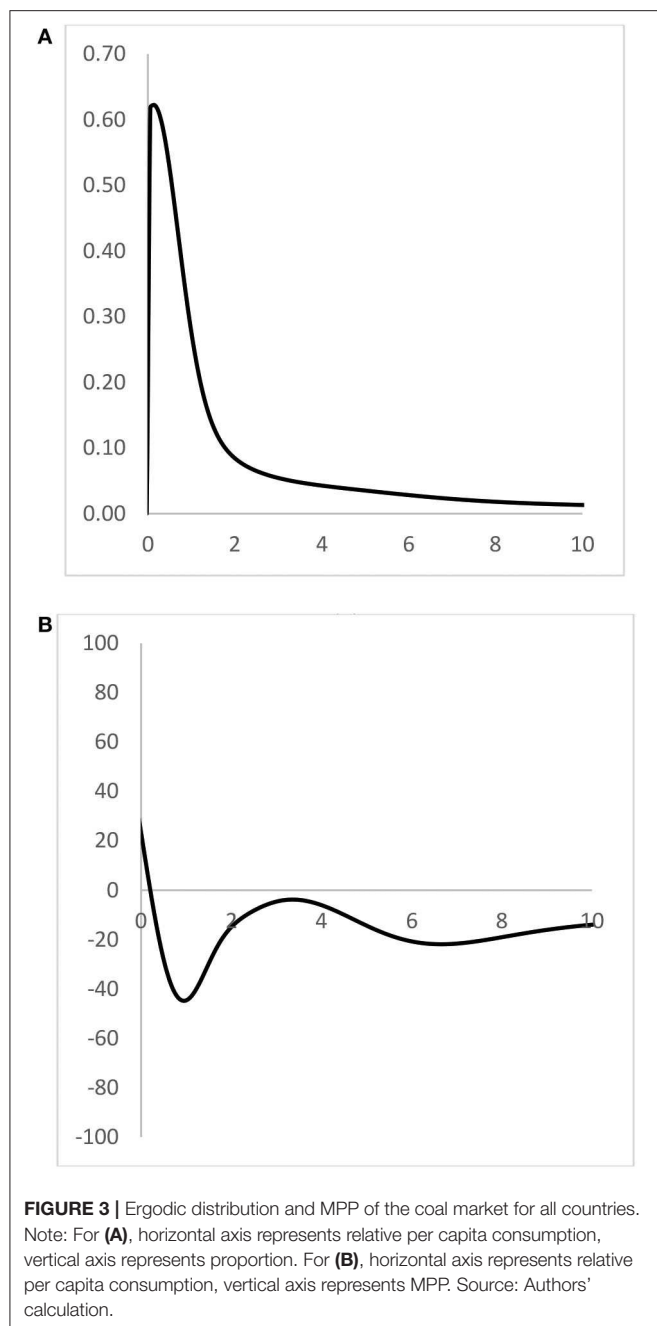 A
0.70
0.60
0.50
0.40
0.30
0.20
0.10
0.00
0 2 4 6 8 10
B
100
80
60
40
20
0
0 2 4 6 8 10
-20
-40
-60
-80
-100
FIGURE 3 | Ergodic distribution and MPP of the coal market for all countries.
Note: For (A), horizontal axis represents relative per capita consumption,
vertical axis represents proportion. For (B), horizontal axis represents relative
per capita consumption, vertical axis represents MPP. Source: Authors'
calculation.